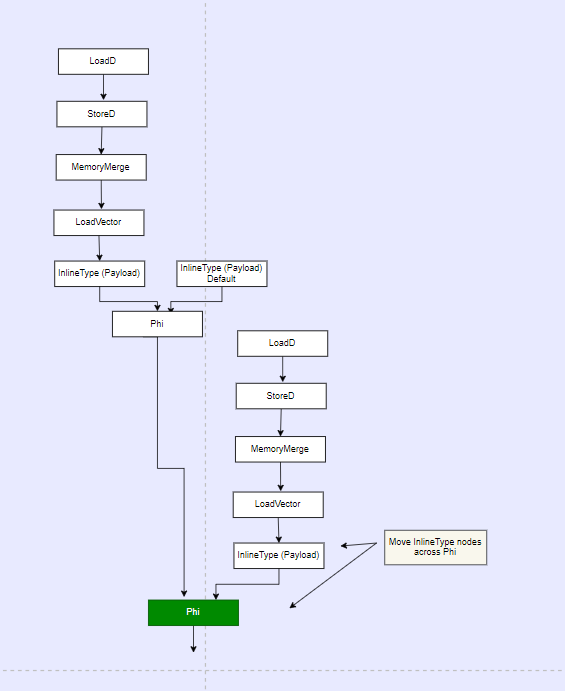 LoadD
StoreD
MemoryMerge
LoadVector
InlineType (Payload)
InlineType (Payload)
Default
Phi
LoadD
StoreD
MemoryMerge
LoadVector
InlineType (Payload)
Move InlineType nodes
across Phi
Phi